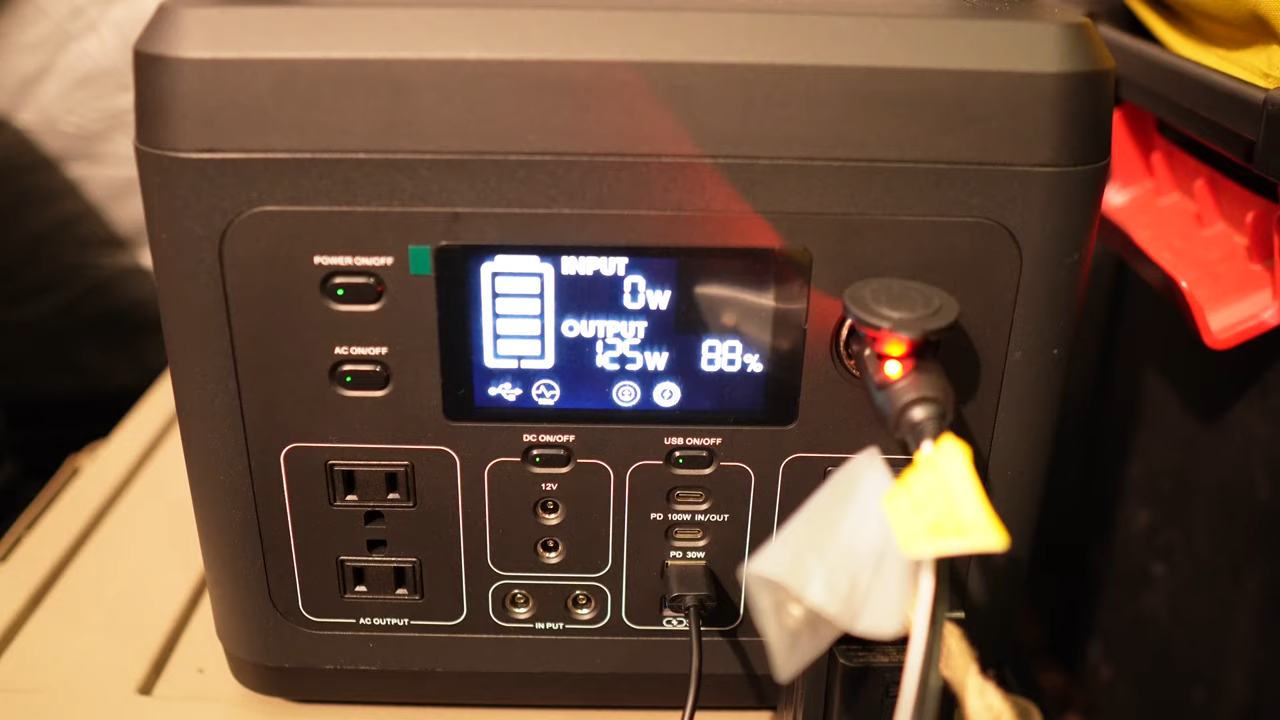 POWER ON/OFF
AC ON/OFF
INPUT
0W
OUTPUT
125W
88%
DC ON/OFF
USB ON/OFF
12V
PD 100W IN/OUT
PD 30W
AC OUTPUT
INPUT